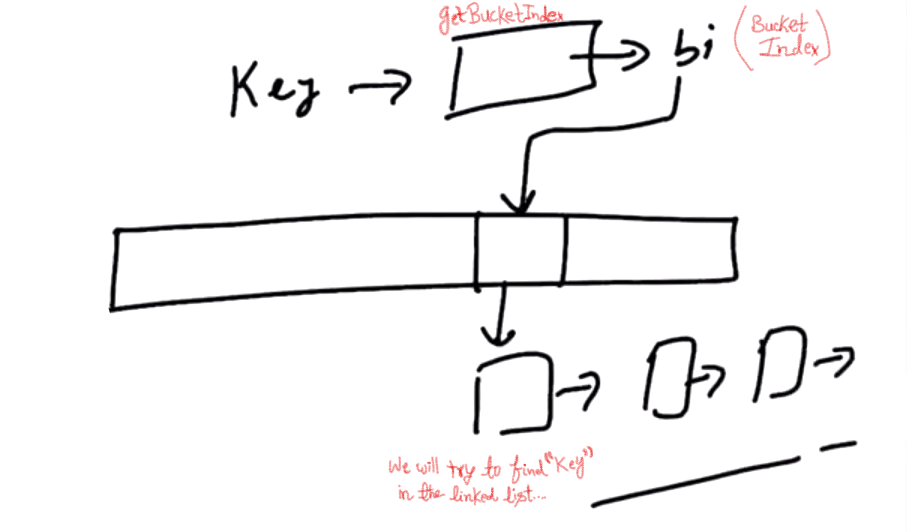 getBucketIndex
Key
bi
(Bucket
Index)
We will try to find "Key"
in the linked list...